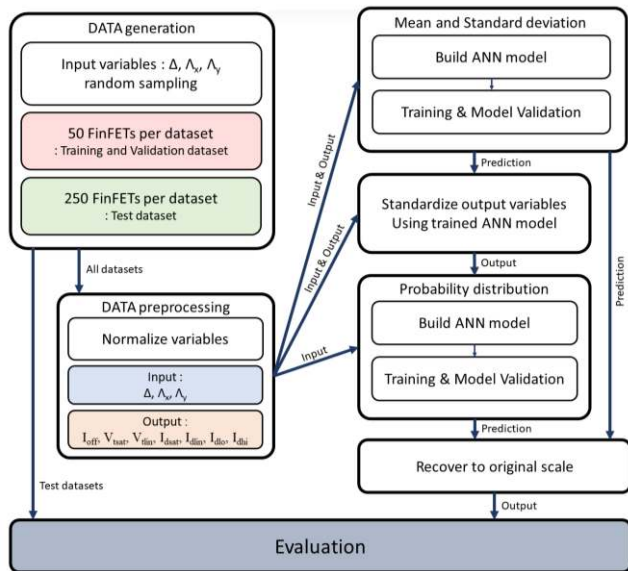 DATA generation
Input variables : Δ, Λx, Λy
random sampling
50 FinFETs per dataset
: Training and Validation dataset
250 FinFETs per dataset
: Test dataset
All datasets
DATA preprocessing
Normalize variables
Input :
Δ, Λx, Λy
Output :
Ioff, Vtsat, Vtlin, Idsat, Idlin, Idlo, Idhi
Test datasets
Input & Output
Input & Output
Input
Mean and Standard deviation
Build ANN model
Training & Model Validation
Prediction
Standardize output variables
Using trained ANN model
Output
Prediction
Probability distribution
Build ANN model
Training & Model Validation
Prediction
Recover to original scale
Output
Evaluation